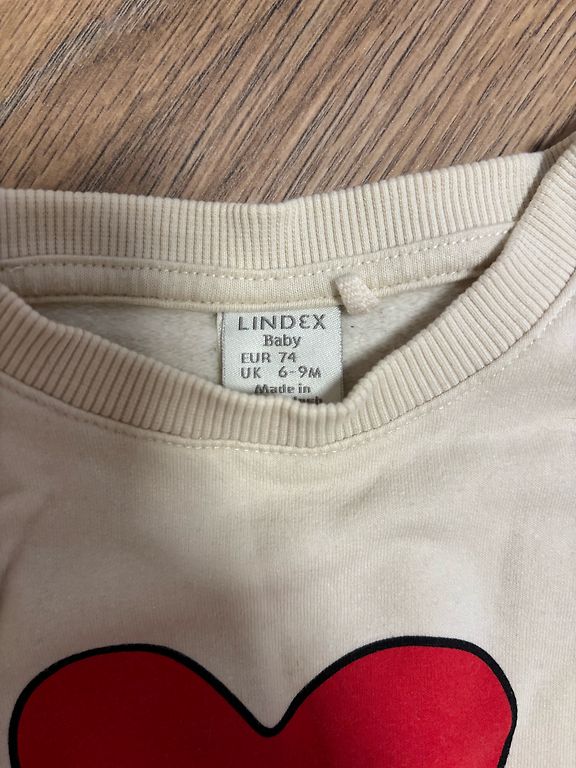 LINDEX
Baby
EUR 74
UK 6-9M
Made in